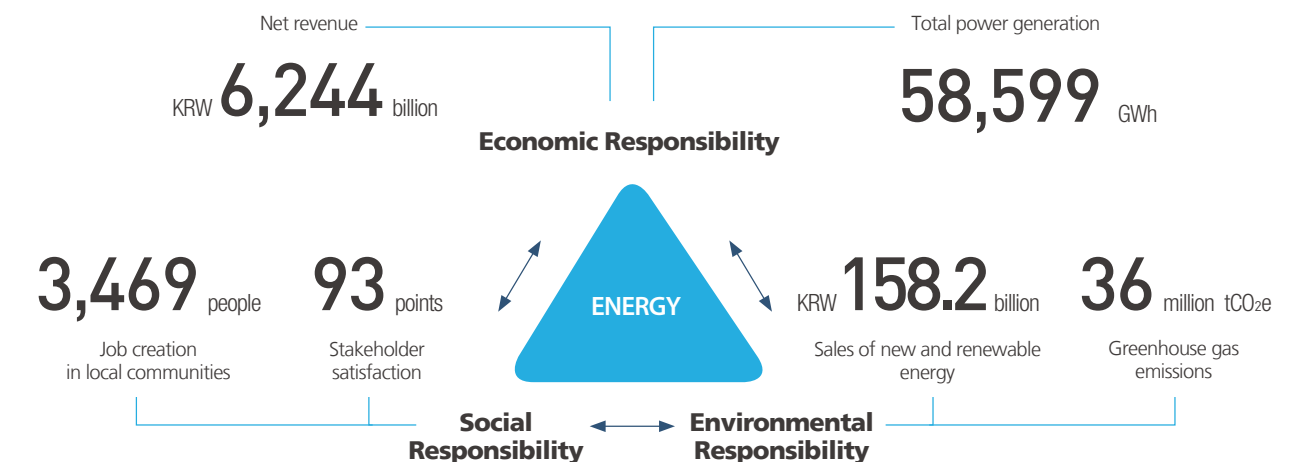 Net revenue
Total power generation
KRW 6,244 billion
58,599 GWh
Economic Responsibility
3,469 people
93 points
ENERGY
KRW 158.2 billion
36 million tCO2e
Job creation
in local communities
Stakeholder
satisfaction
Sales of new and renewable
energy
Greenhouse gas
emissions
Social
Responsibility
Environmental
Responsibility